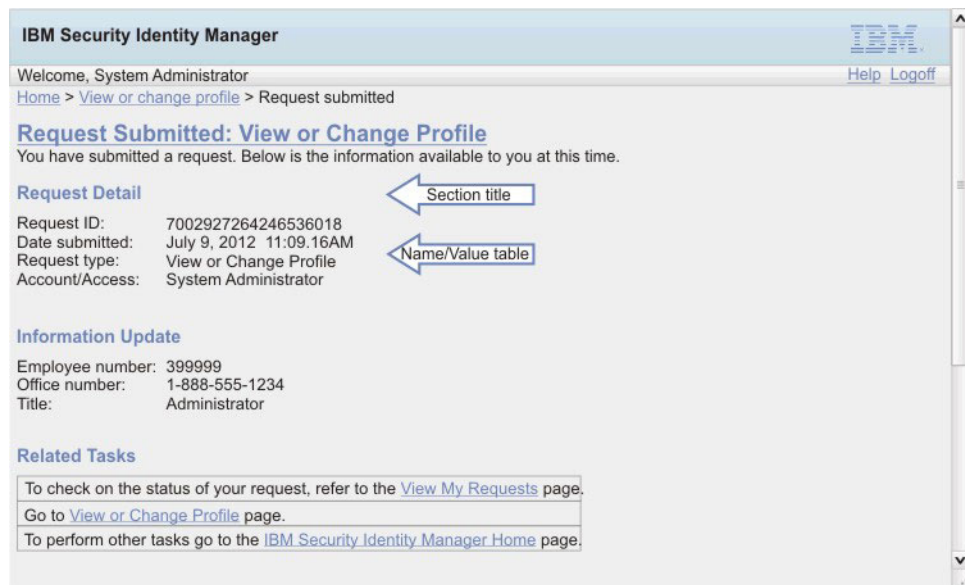 IBM Security Identity Manager
IBM.
Welcome, System Administrator
Help Logoff
Home > View or change profile > Request submitted
Request Submitted: View or Change Profile
You have submitted a request. Below is the information available to you at this time.
Request Detail
Section title
Request ID: 7002927264246536018
Date submitted: July 9, 2012 11:09.16AM
Name/Value table
Request type: View or Change Profile
Account/Access: System Administrator
Information Update
Employee number: 399999
Office number: 1-888-555-1234
Title: Administrator
Related Tasks
To check on the status of your request, refer to the View My Requests page.
Go to View or Change Profile page.
To perform other tasks go to the IBM Security Identity Manager Home page.